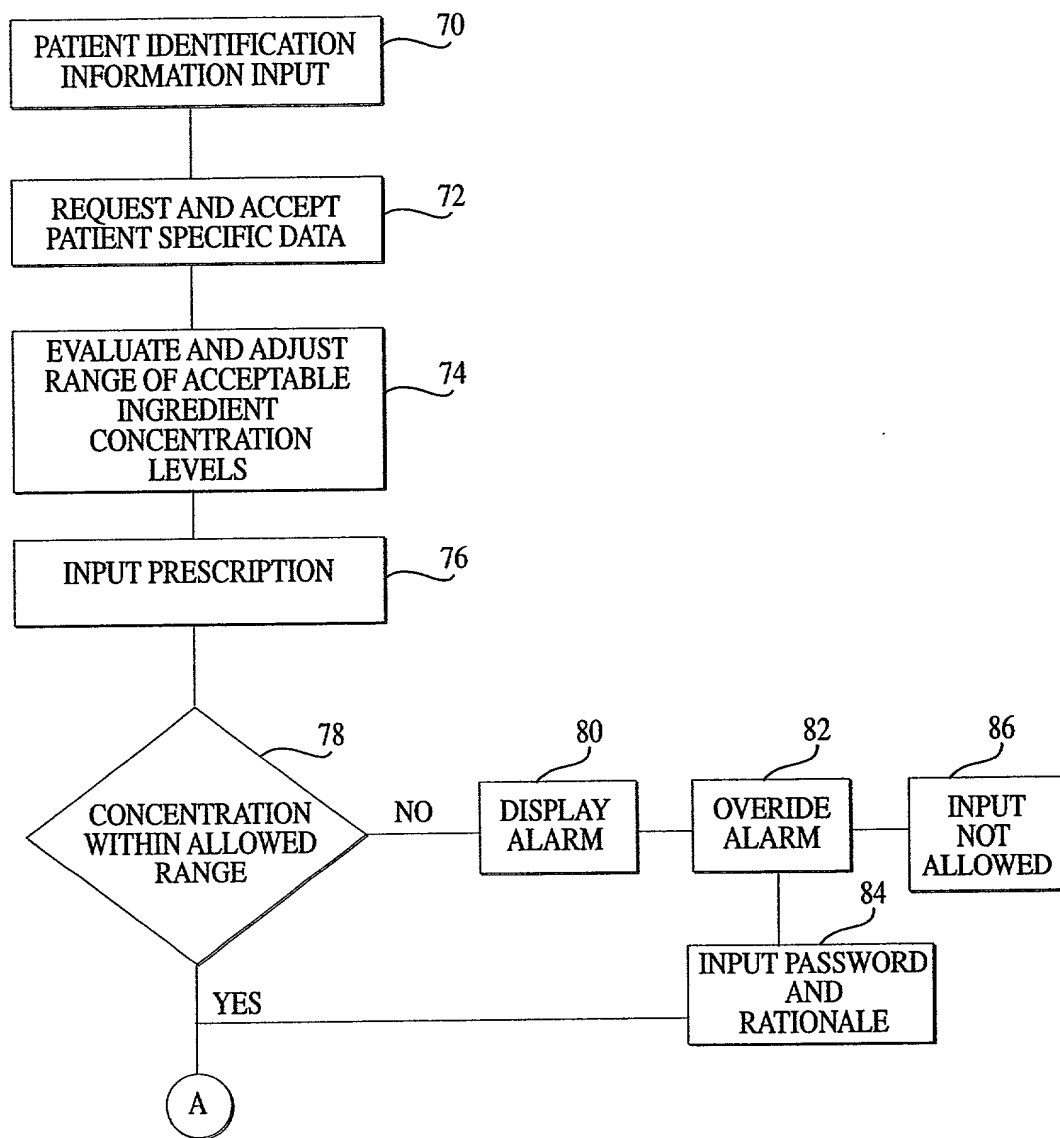 70
PATIENT IDENTIFICATION
INFORMATION INPUT
72
REQUEST AND ACCEPT
PATIENT SPECIFIC DATA
74
EVALUATE AND ADJUST
RANGE OF ACCEPTABLE
INGREDIENT
CONCENTRATION
LEVELS
76
INPUT PRESCRIPTION
78
CONCENTRATION
WITHIN ALLOWED
RANGE
NO
80
DISPLAY
ALARM
82
OVERIDE
ALARM
86
INPUT
NOT
ALLOWED
84
INPUT PASSWORD
AND
RATIONALE
YES
A